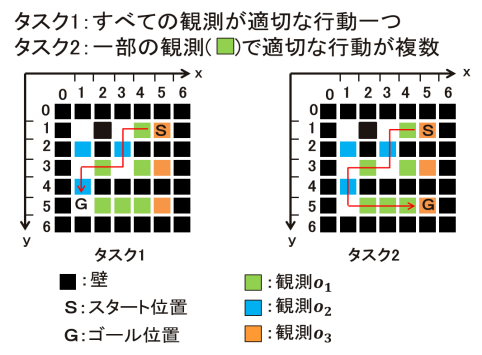 タスク1：すべての観測が適切な行動一つ
タスク2：一部の観測(■)で適切な行動が複数
x
x
0 1 2 3 4 5 6
0 1 2 3 4 5 6
0
0
1 S
1 S
2
2
3
3
4
4
5 G
5 G
6
6
y
y
タスク1
タスク2
：壁
：観測o₁
S：スタート位置
：観測o₂
G：ゴール位置
：観測o₃